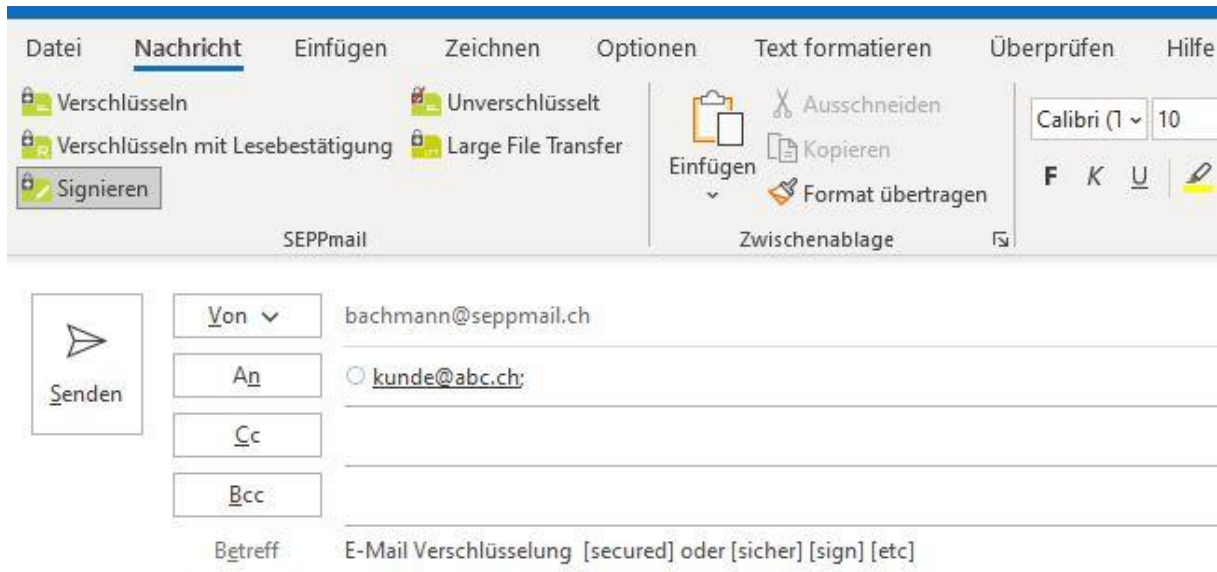 Datei Nachricht Einfügen Zeichnen Optionen Text formatieren Überprüfen Hilfe
Verschlüsseln Unverschlüsselt
Verschlüsseln mit Lesebestätigung Large File Transfer
Signieren
SEPPmail
Einfügen
Ausschneiden
Kopieren
Format übertragen
Zwischenablage
Calibri (T 10
F K U
Senden
Von bachmann@seppmail.ch
An kunde@abc.ch;
Cc
Bcc
Betreff E-Mail Verschlüsselung [secured] oder [sicher] [sign] [etc]